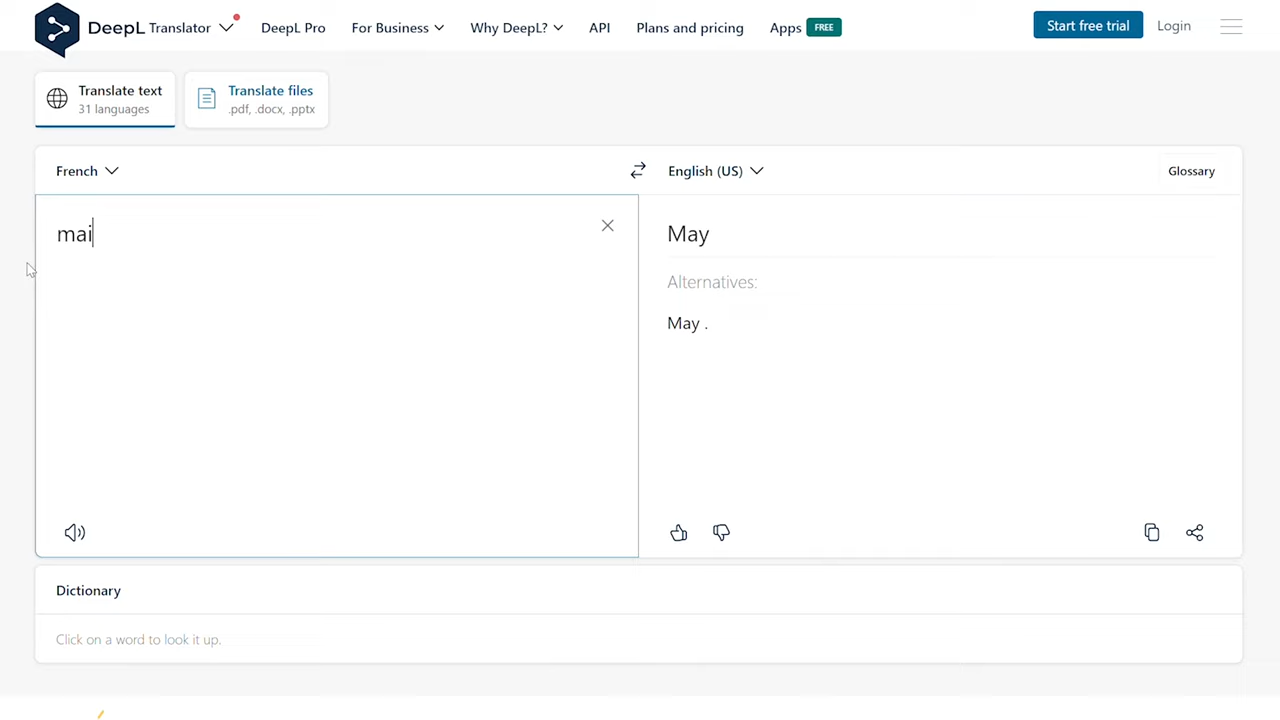 DeepL Translator DeepL Pro For Business Why DeepL? API Plans and pricing Apps FREE Start free trial Login
Translate text
31 languages
Translate files
.pdf, .docx, .pptx
French English (US) Glossary
mai
May
Alternatives:
May .
Dictionary
Click on a word to look it up.